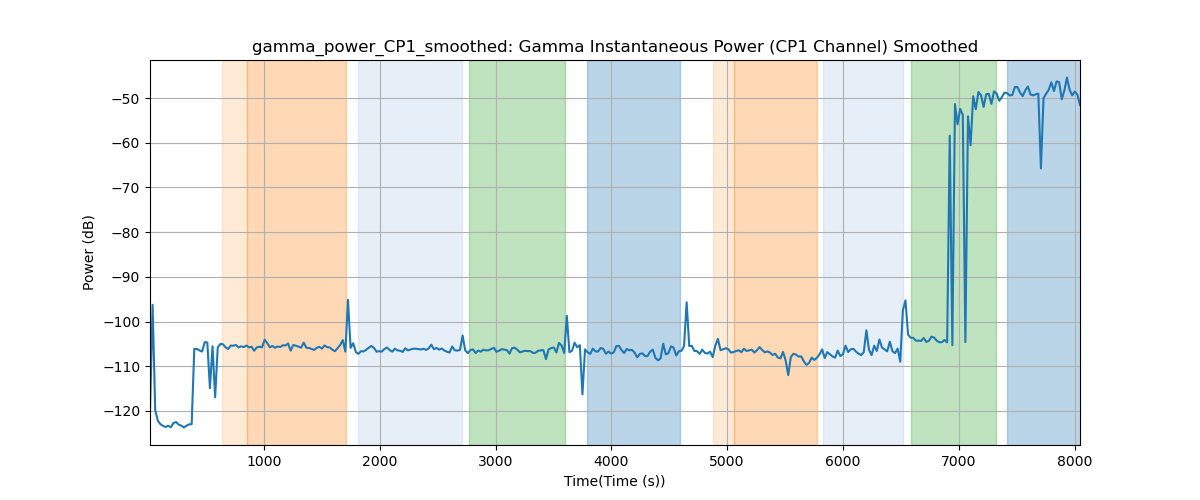 gamma_power_CP1_smoothed: Gamma Instantaneous Power (CP1 Channel) Smoothed
Power (dB)
−50
−60
−70
−80
−90
−100
−110
−120
1000 2000 3000 4000 5000 6000 7000 8000
Time(Time (s))